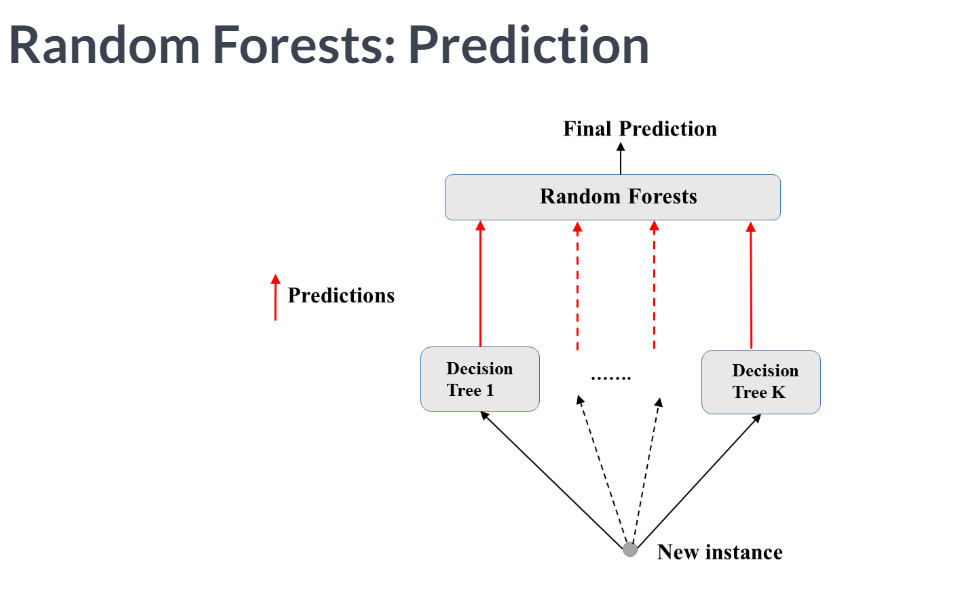 Random Forests: Prediction
Final Prediction
Random Forests
Predictions
Decision
Tree 1
.......
Decision
Tree K
New instance